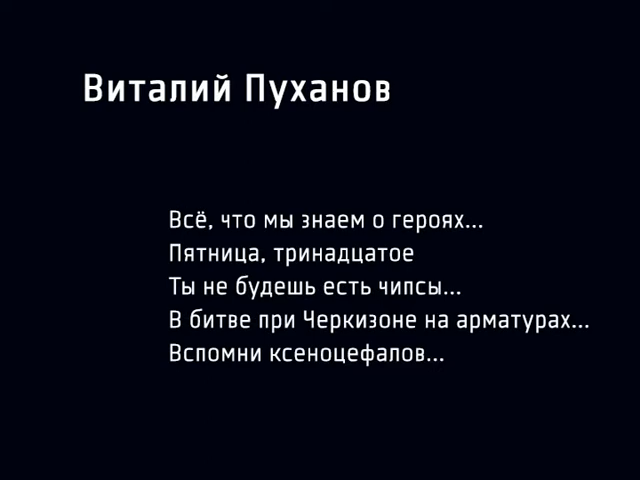 Виталий Пуханов
Всё, что мы знаем о героях...
Пятница, тринадцатое
Ты не будешь есть чипсы...
В битве при Черкизоне на арматурах...
Вспомни ксеноцефалов...